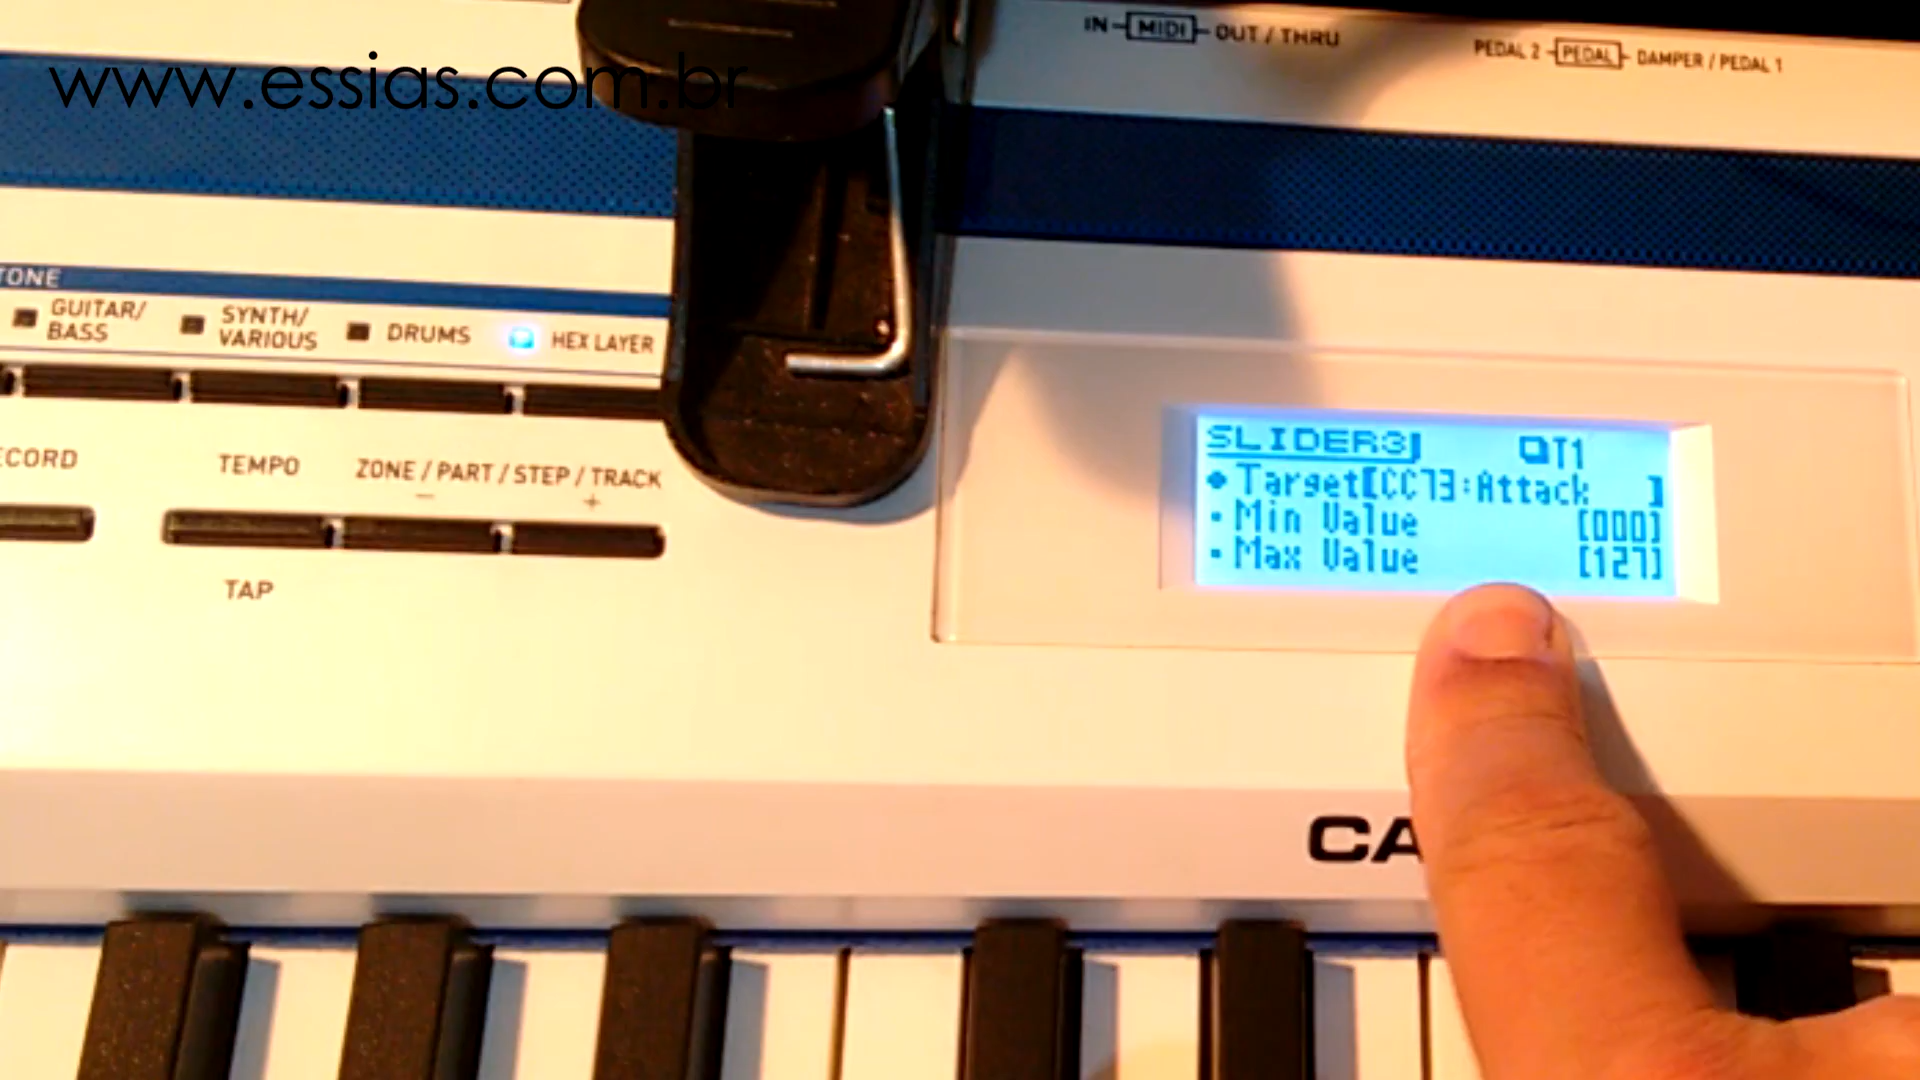 www.essias.com.br
IN MIDI OUT / THRU
PEDAL 2 PEDAL DAMPER / PEDAL 1
TONE
GUITAR/
BASS
SYNTH/
VARIOUS
DRUMS
HEX LAYER
ECORD
TEMPO
ZONE / PART / STEP / TRACK
− +
TAP
SLIDER3 T1
Target[CC73:Attack ]
Min Value [000]
Max Value [127]
CA